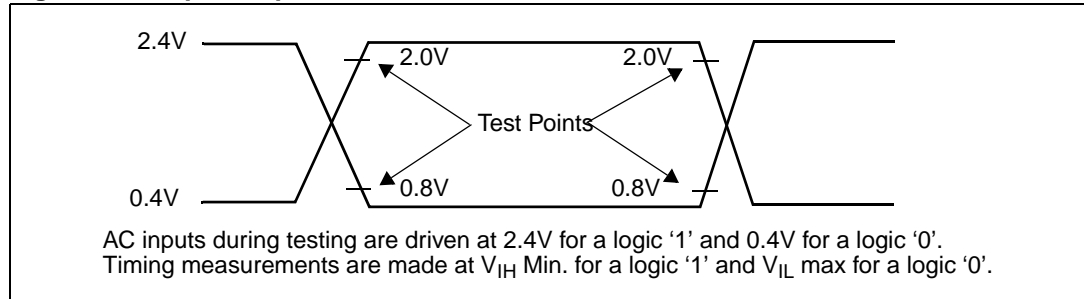 2.4V
2.0V
2.0V
Test Points
0.4V
0.8V
0.8V
AC inputs during testing are driven at 2.4V for a logic ‘1’ and 0.4V for a logic ‘0’.
Timing measurements are made at VIH Min. for a logic ‘1’ and VIL max for a logic ‘0’.